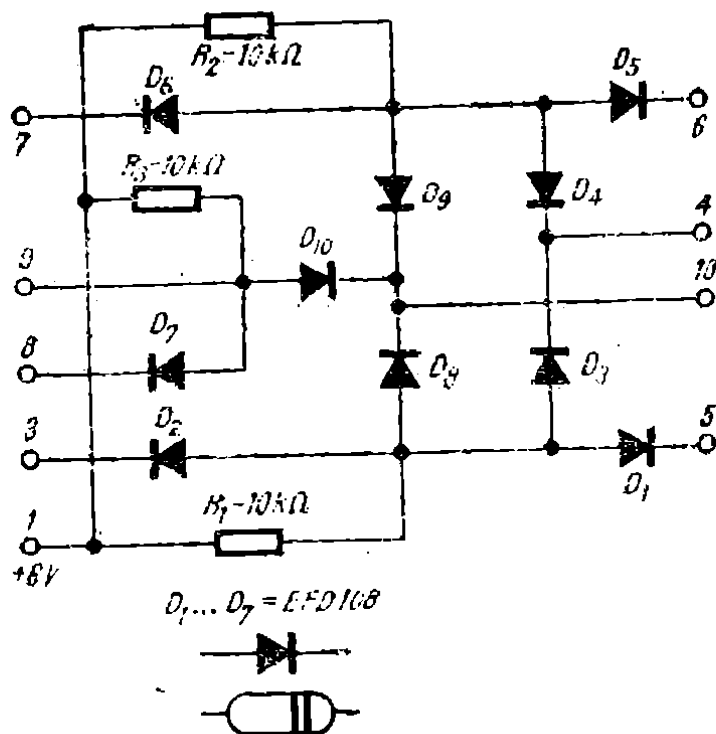 R₂-10kΩ
D₆
D₅
7
6
R₃-10kΩ
D₉
D₄
4
9
D₁₀
10
8
D₇
D₈
D₃
3
D₂
5
D₁
1
R₁-10kΩ
+6V
D₁...D₇=EFD108